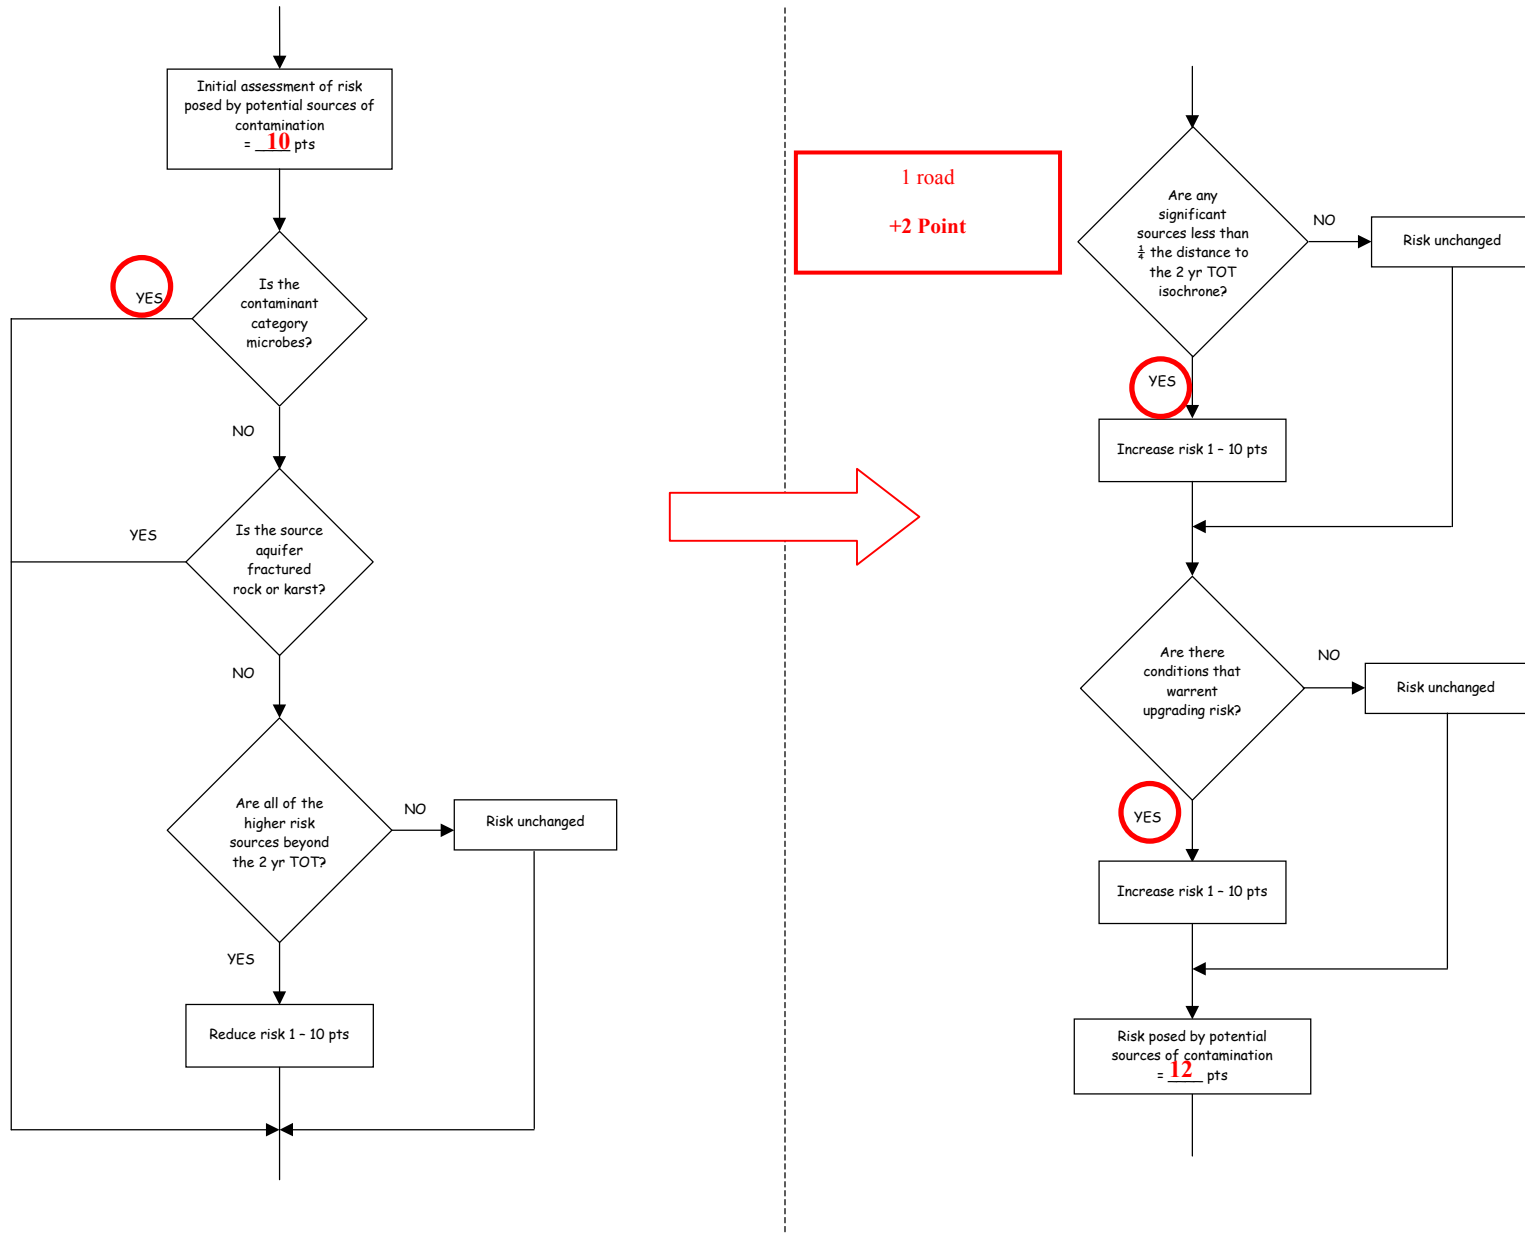 Initial assessment of risk
posed by potential sources of
contamination
= 10 pts
YES
Is the
contaminant
category
microbes?
NO
YES
Is the source
aquifer
fractured
rock or karst?
NO
Are all of the
higher risk
sources beyond
the 2 yr TOT?
NO
Risk unchanged
YES
Reduce risk 1 - 10 pts
1 road
+2 Point
Are any
significant
sources less than
¼ the distance to
the 2 yr TOT
isochrone?
NO
Risk unchanged
YES
Increase risk 1 - 10 pts
Are there
conditions that
warrent
upgrading risk?
NO
Risk unchanged
YES
Increase risk 1 - 10 pts
Risk posed by potential
sources of contamination
= 12 pts